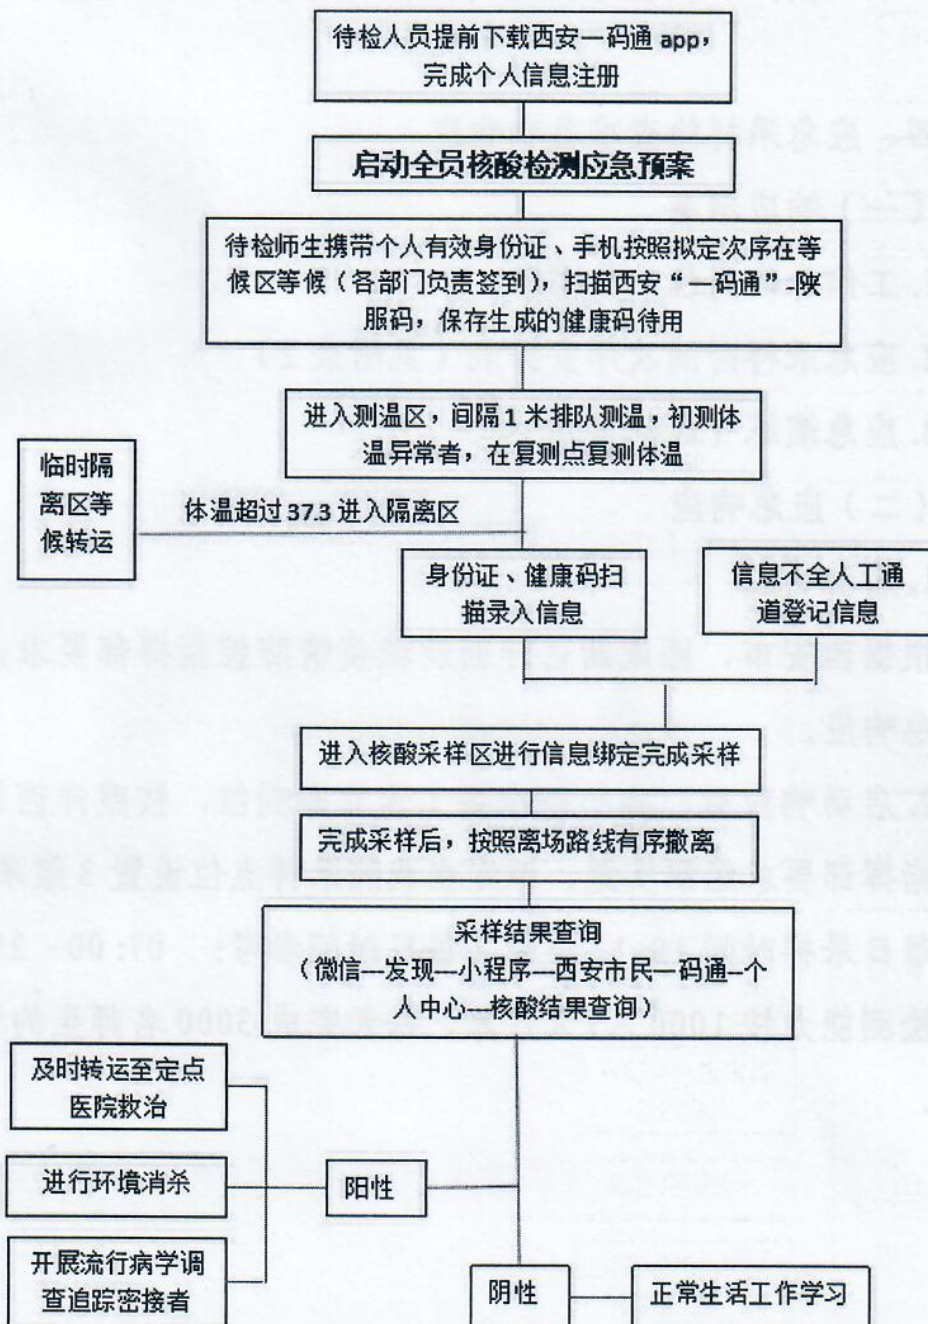 待检人员提前下载西安一码通 app，
完成个人信息注册
启动全员核酸检测应急预案
待检师生携带个人有效身份证、手机按照拟定次序在等
候区等候（各部门负责签到），扫描西安“一码通”-陕
服码，保存生成的健康码待用
进入测温区，间隔 1 米排队测温，初测体
温异常者，在复测点复测体温
临时隔
离区等
候转运
体温超过 37.3 进入隔离区
身份证、健康码扫
描录入信息
信息不全人工通
道登记信息
进入核酸采样区进行信息绑定完成采样
完成采样后，按照离场路线有序撤离
采样结果查询
（微信---发现---小程序---西安市民一码通--个
人中心---核酸结果查询）
及时转运至定点
医院救治
进行环境消杀
阳性
开展流行病学调
查追踪密接者
阴性
正常生活工作学习